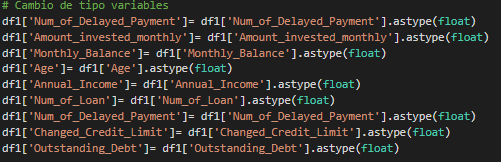 # Cambio de tipo variables
df1['Num_of_Delayed_Payment']= df1['Num_of_Delayed_Payment'].astype(float)
df1['Amount_invested_monthly']= df1['Amount_invested_monthly'].astype(float)
df1['Monthly_Balance']= df1['Monthly_Balance'].astype(float)
df1['Age']= df1['Age'].astype(float)
df1['Annual_Income']= df1['Annual_Income'].astype(float)
df1['Num_of_Loan']= df1['Num_of_Loan'].astype(float)
df1['Num_of_Delayed_Payment']= df1['Num_of_Delayed_Payment'].astype(float)
df1['Changed_Credit_Limit']= df1['Changed_Credit_Limit'].astype(float)
df1['Outstanding_Debt']= df1['Outstanding_Debt'].astype(float)